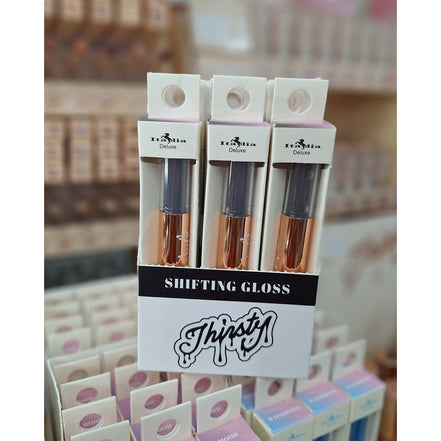 Italia Italia Italia
Deluxe Deluxe Deluxe
SHIFTING GLOSS
Thirsty